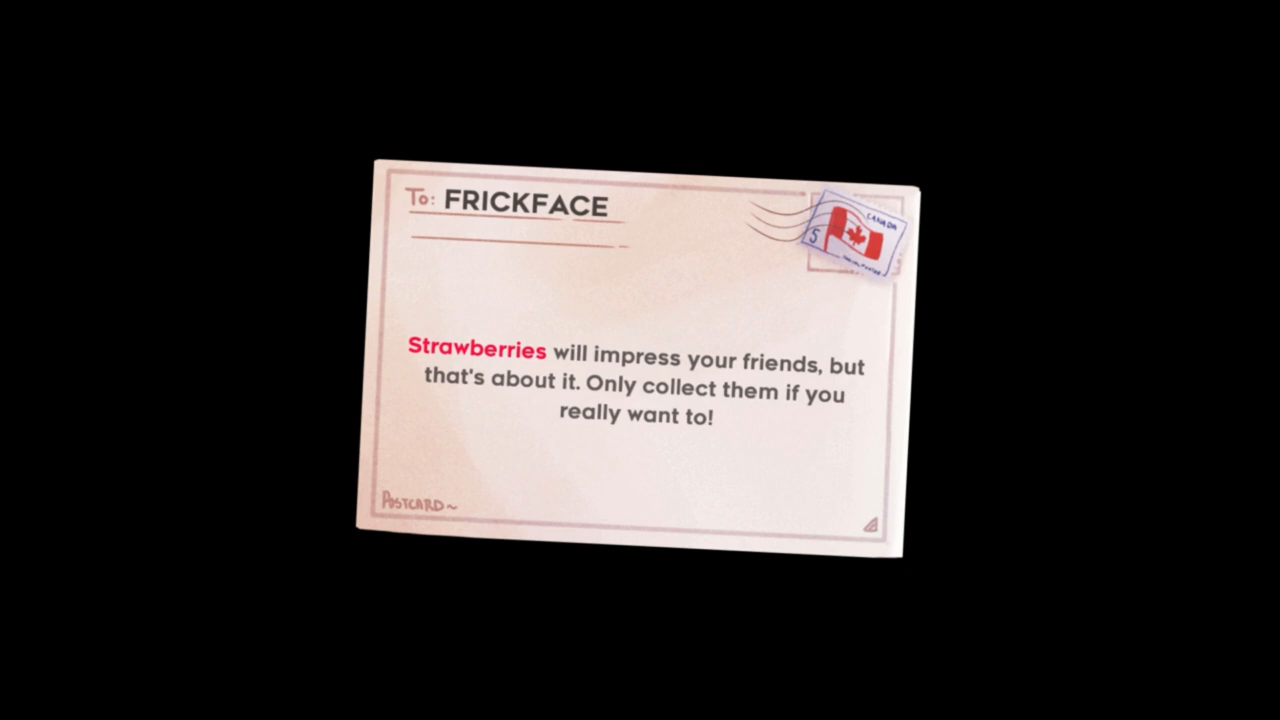 To: FRICKFACE
CANADA
5
Strawberries will impress your friends, but
that's about it. Only collect them if you
really want to!
POSTCARD~